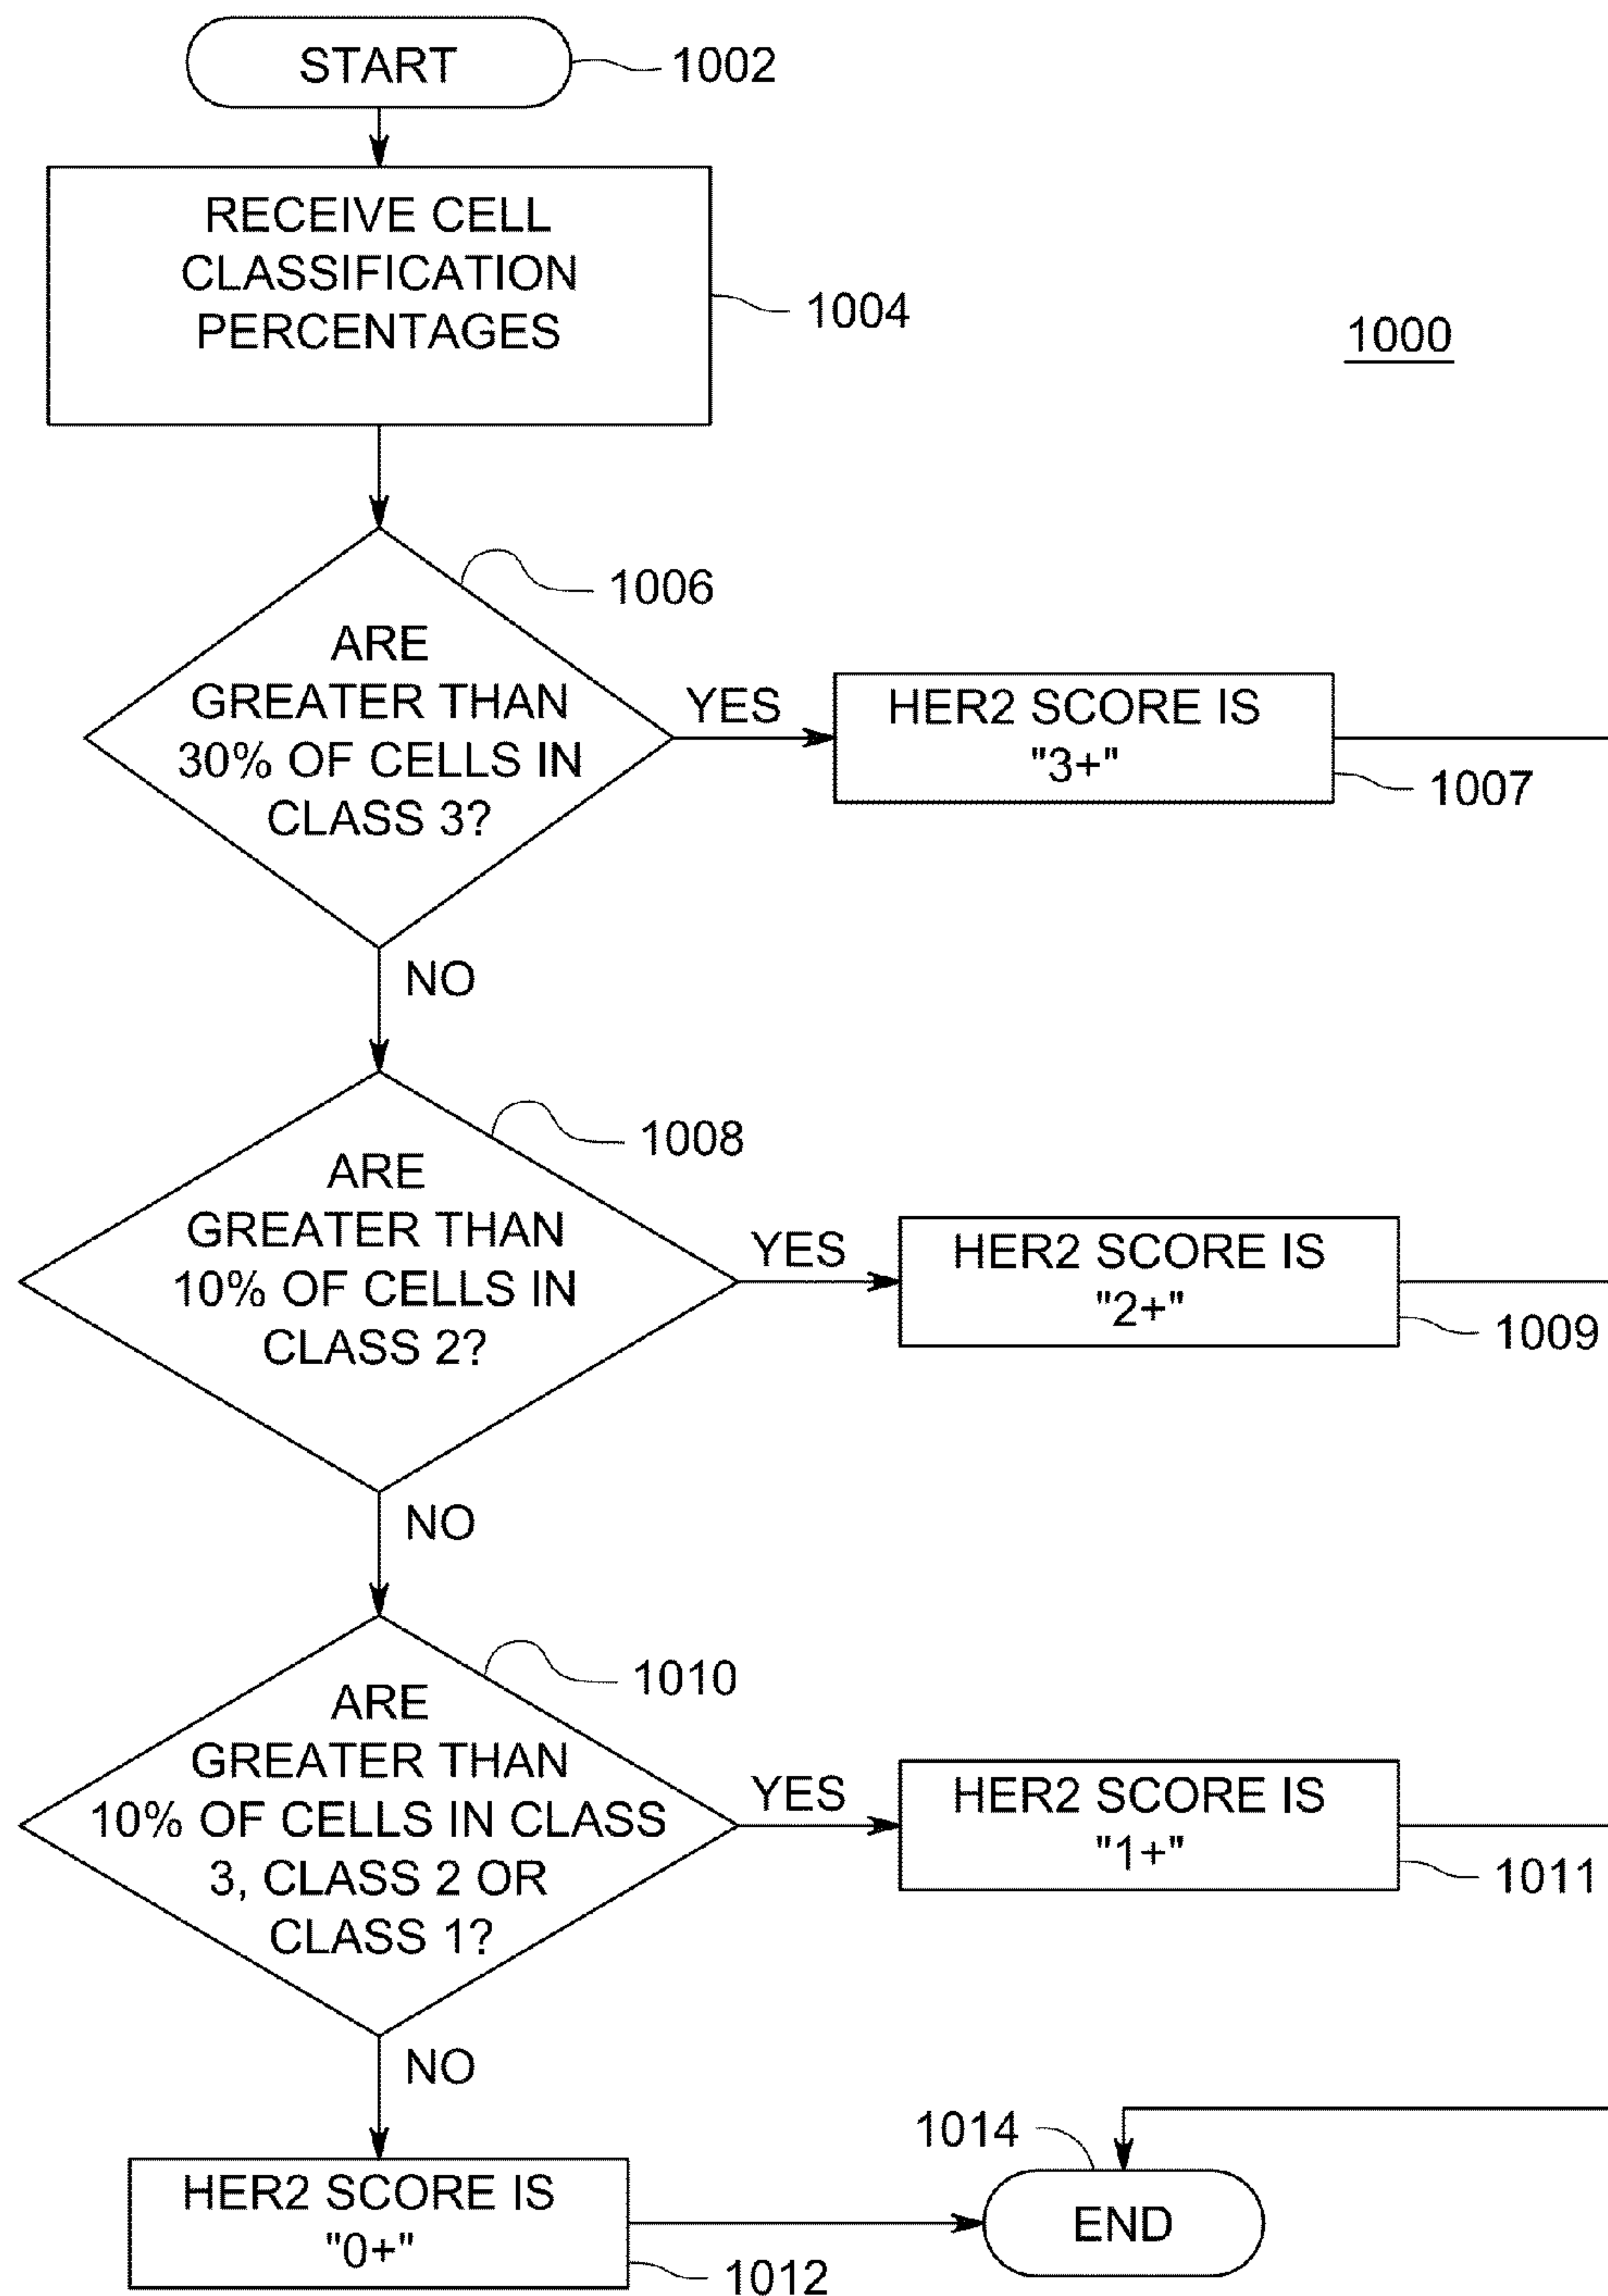 START
1002
RECEIVE CELL
CLASSIFICATION
PERCENTAGES
1004
1000
1006
ARE
GREATER THAN
30% OF CELLS IN
CLASS 3?
YES
HER2 SCORE IS
"3+"
1007
NO
1008
ARE
GREATER THAN
10% OF CELLS IN
CLASS 2?
YES
HER2 SCORE IS
"2+"
1009
NO
1010
ARE
GREATER THAN
10% OF CELLS IN CLASS
3, CLASS 2 OR
CLASS 1?
YES
HER2 SCORE IS
"1+"
1011
NO
HER2 SCORE IS
"0+"
1012
1014
END